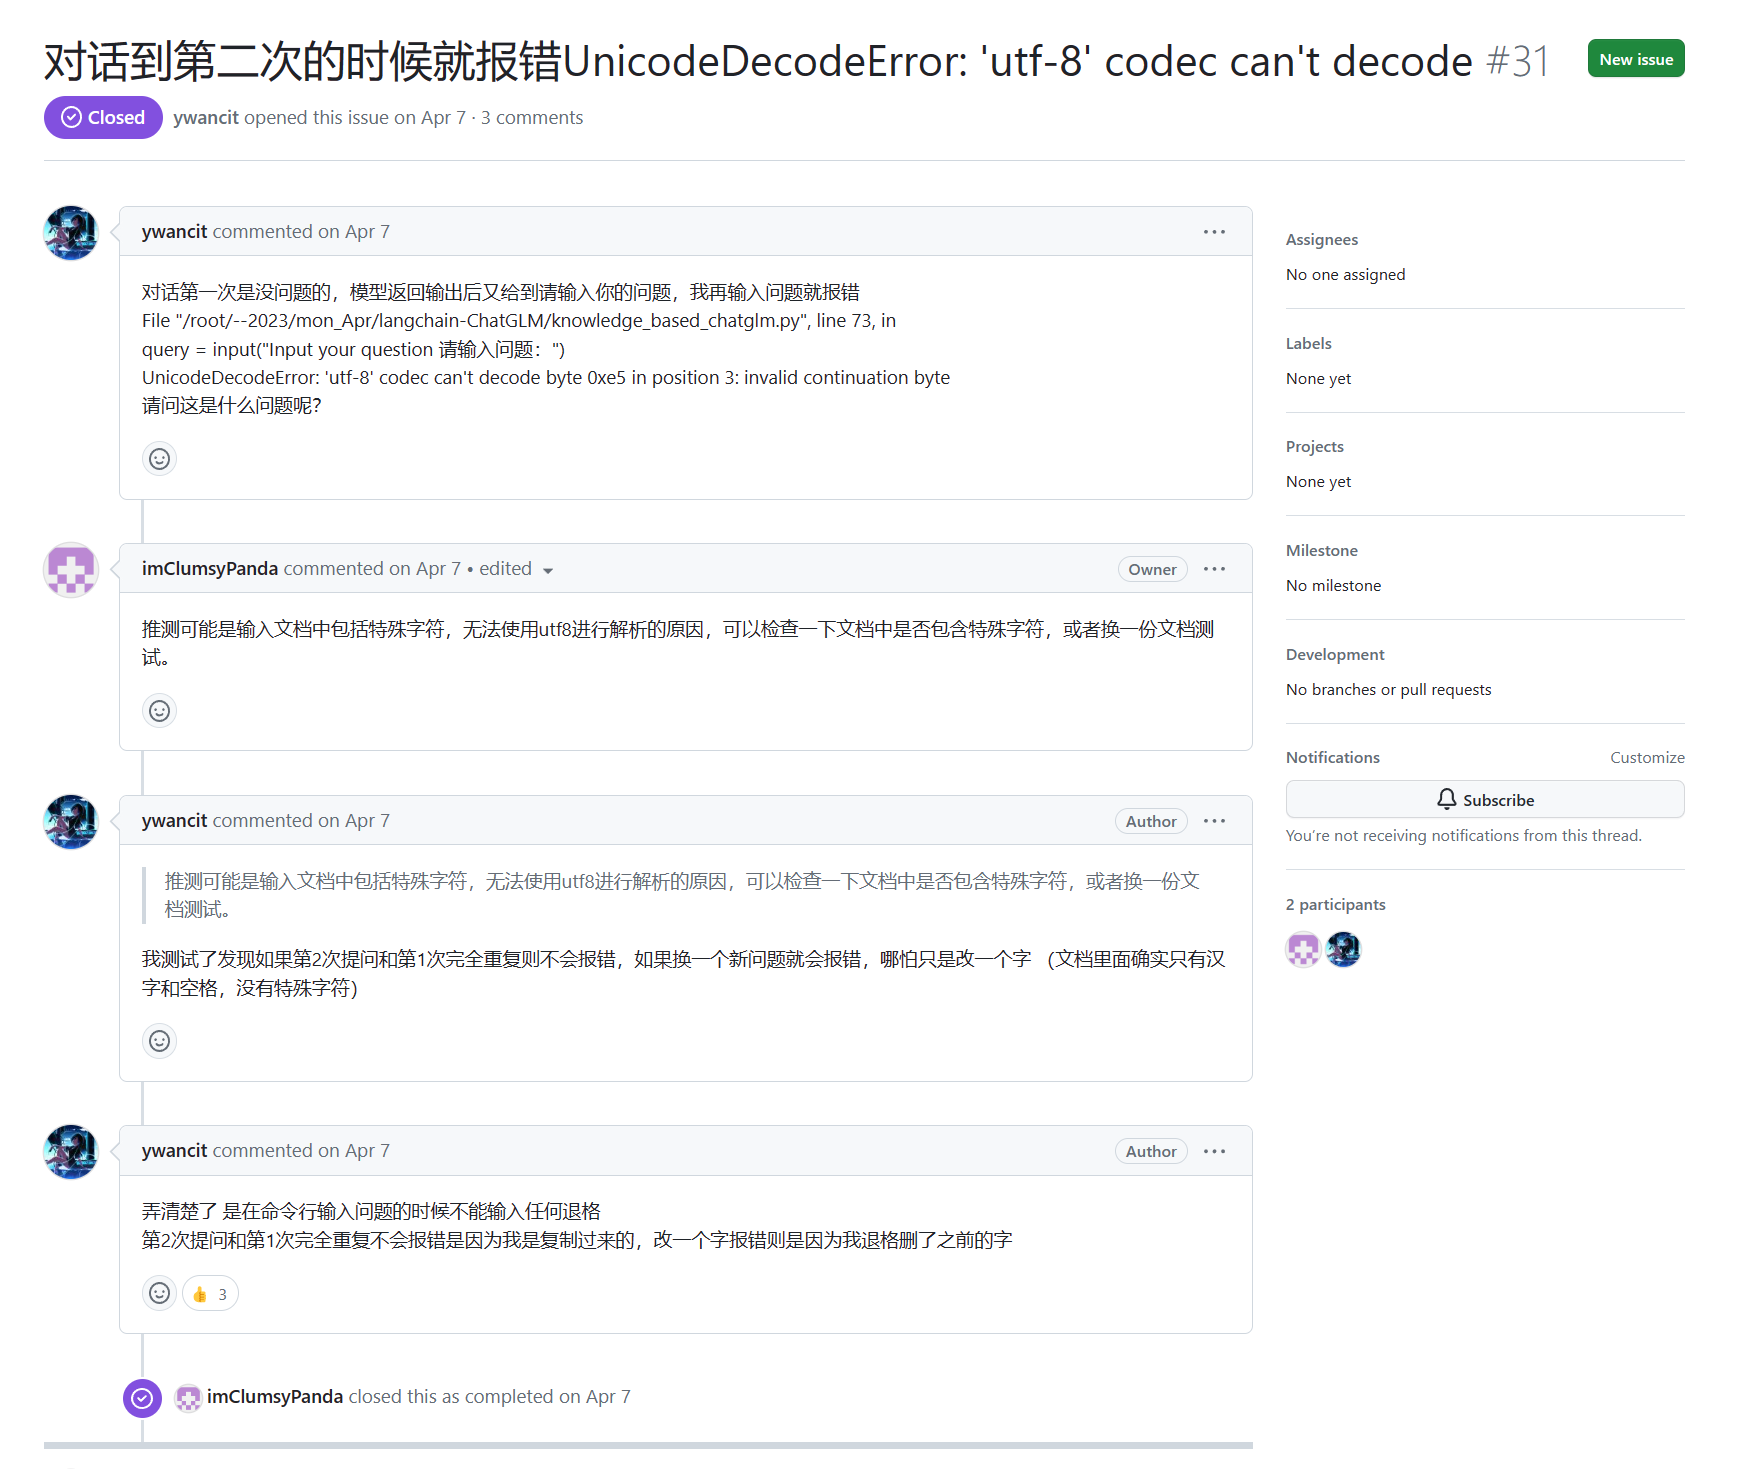 对话到第二次的时候就报错UnicodeDecodeError: 'utf-8' codec can't decode #31
New issue
Closed
ywancit opened this issue on Apr 7 · 3 comments
ywancit commented on Apr 7
对话第一次是没问题的，模型返回输出后又给到请输入你的问题，我再输入问题就报错
File "/root/--2023/mon_Apr/langchain-ChatGLM/knowledge_based_chatglm.py", line 73, in
query = input("Input your question 请输入问题：")
UnicodeDecodeError: 'utf-8' codec can't decode byte 0xe5 in position 3: invalid continuation byte
请问这是什么问题呢？
imClumsyPanda commented on Apr 7 • edited
Owner
推测可能是输入文档中包括特殊字符，无法使用utf8进行解析的原因，可以检查一下文档中是否包含特殊字符，或者换一份文档测
试。
ywancit commented on Apr 7
Author
推测可能是输入文档中包括特殊字符，无法使用utf8进行解析的原因，可以检查一下文档中是否包含特殊字符，或者换一份文
档测试。
我测试了发现如果第2次提问和第1次完全重复则不会报错，如果换一个新问题就会报错，哪怕只是改一个字 （文档里面确实只有汉
字和空格，没有特殊字符）
ywancit commented on Apr 7
Author
弄清楚了 是在命令行输入问题的时候不能输入任何退格
第2次提问和第1次完全重复不会报错是因为我是复制过来的，改一个字报错则是因为我退格删了之前的字
👍 3
imClumsyPanda closed this as completed on Apr 7
Assignees
No one assigned
Labels
None yet
Projects
None yet
Milestone
No milestone
Development
No branches or pull requests
Notifications
Customize
Subscribe
You're not receiving notifications from this thread.
2 participants